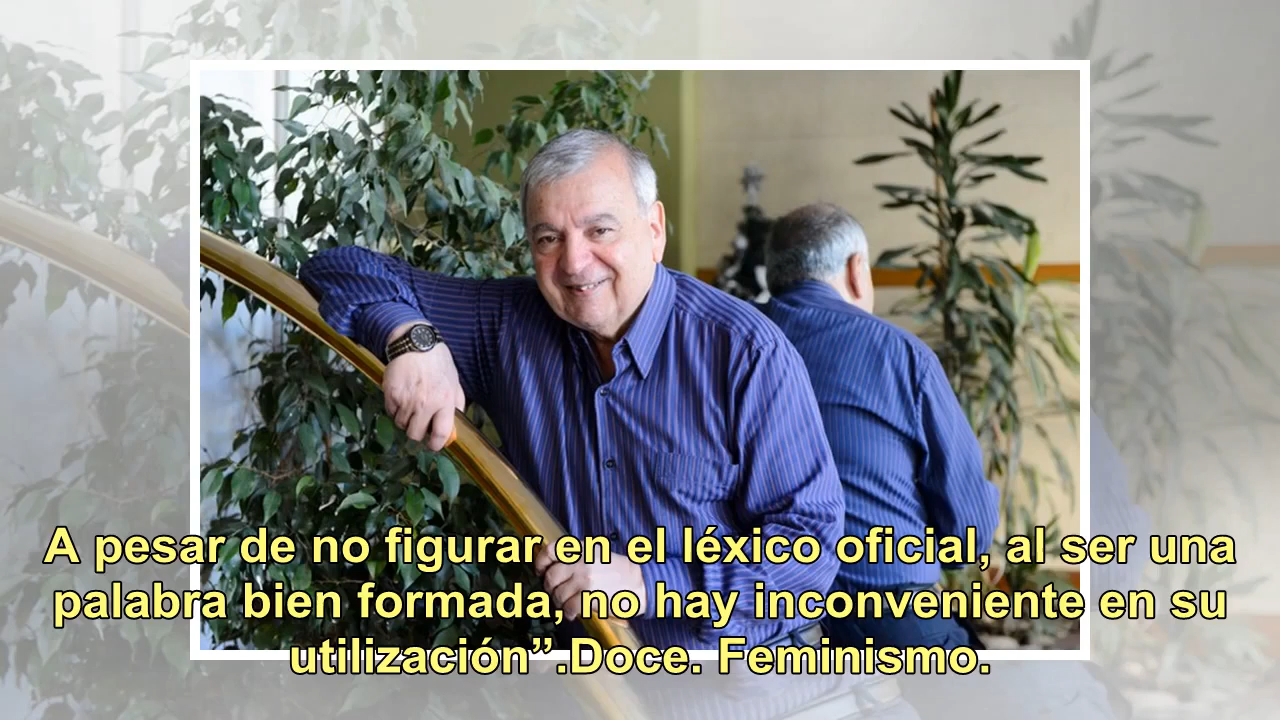 A pesar de no figurar en el léxico oficial, al ser una
palabra bien formada, no hay inconveniente en su
utilización”.Doce. Feminismo.